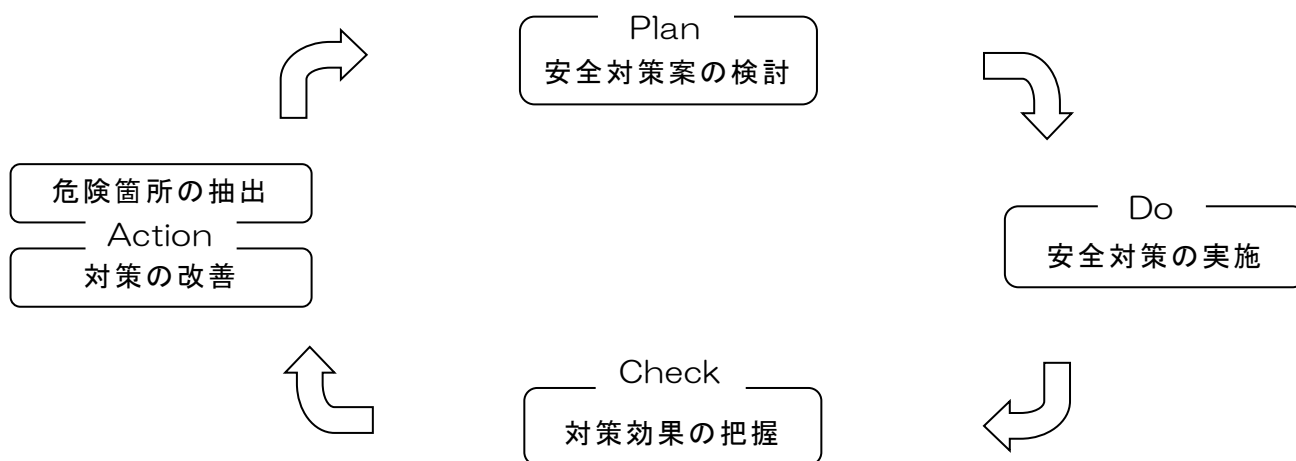 Plan
安全対策案の検討
危険箇所の抽出
Action
対策の改善
Do
安全対策の実施
Check
対策効果の把握